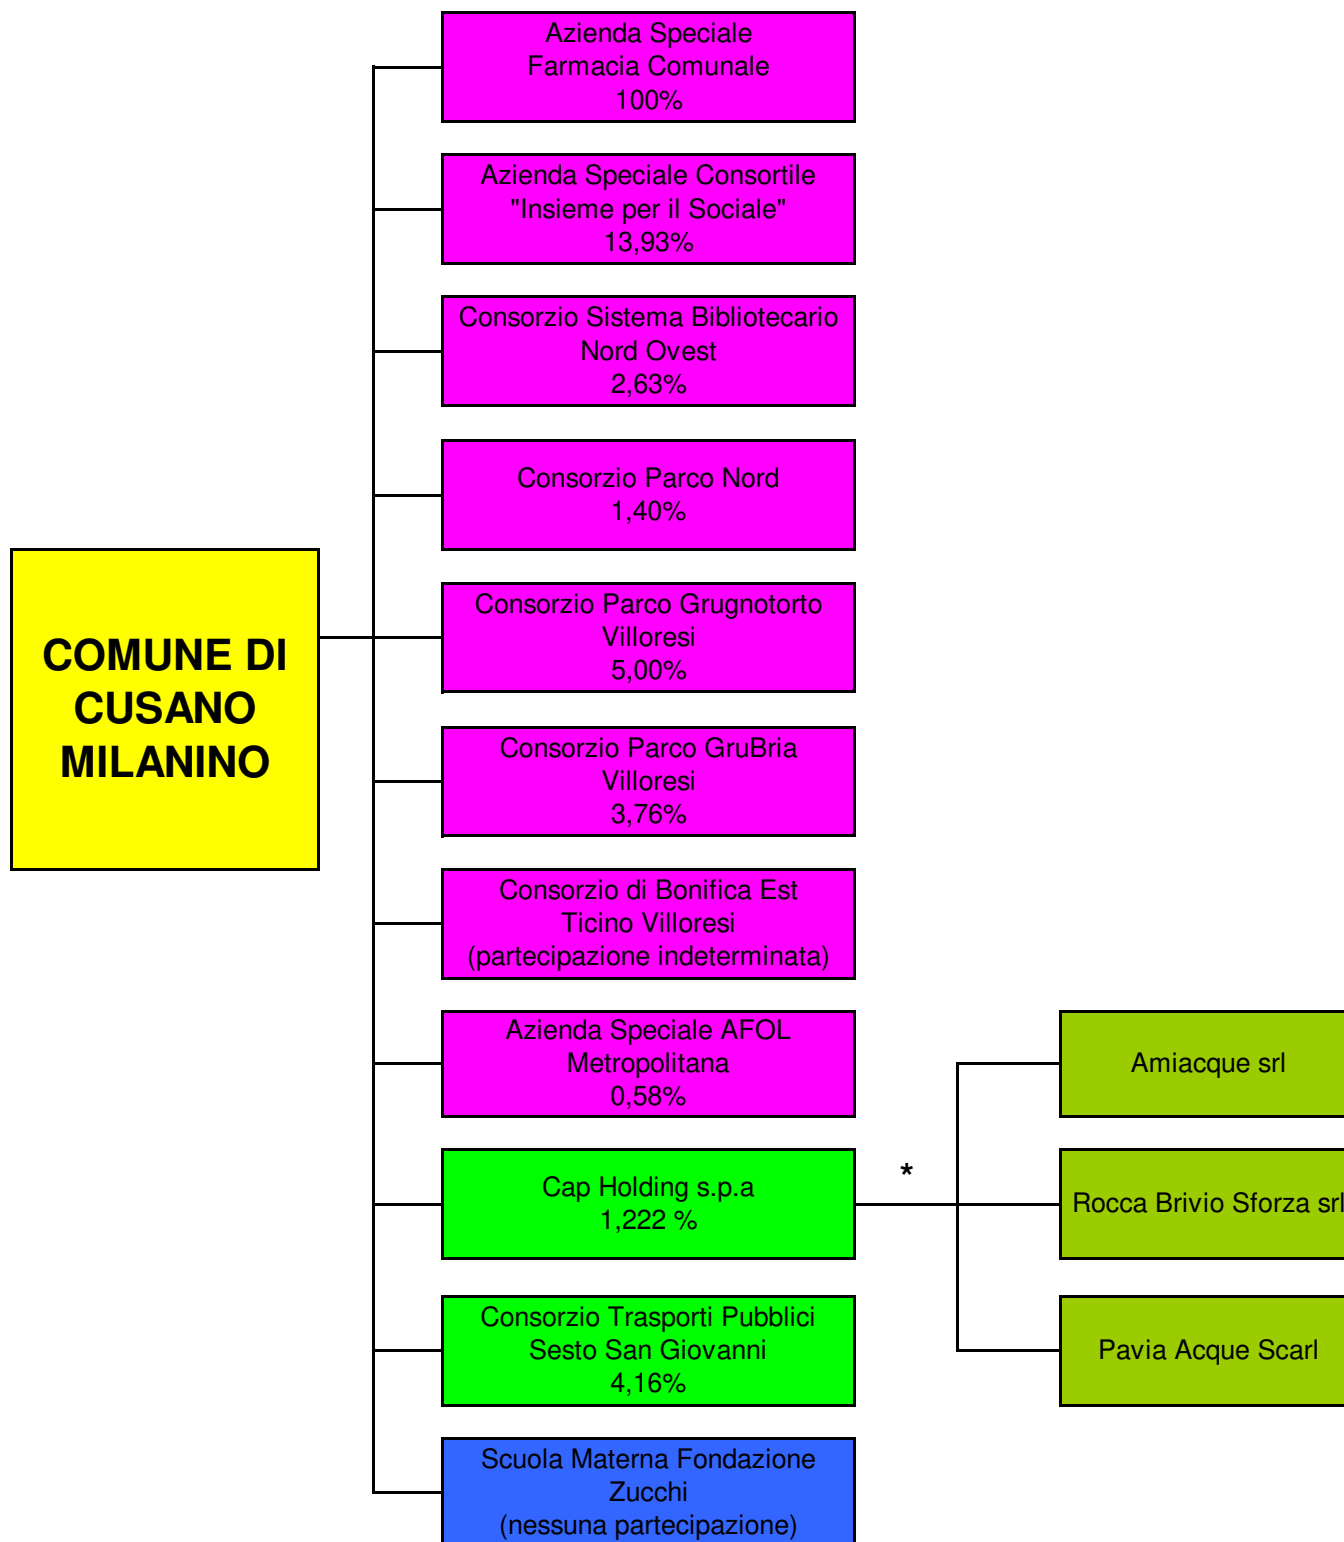 Azienda Speciale
Farmacia Comunale
100%
Azienda Speciale Consortile
"Insieme per il Sociale"
13,93%
Consorzio Sistema Bibliotecario
Nord Ovest
2,63%
Consorzio Parco Nord
1,40%
COMUNE DI
CUSANO
MILANINO
Consorzio Parco Grugnotorto
Villoresi
5,00%
Consorzio Parco GruBria
Villoresi
3,76%
Consorzio di Bonifica Est
Ticino Villoresi
(partecipazione indeterminata)
Azienda Speciale AFOL
Metropolitana
0,58%
Amiacque srl
Cap Holding s.p.a
1,222 %
*
Rocca Brivio Sforza srl
Consorzio Trasporti Pubblici
Sesto San Giovanni
4,16%
Pavia Acque Scarl
Scuola Materna Fondazione
Zucchi
(nessuna partecipazione)